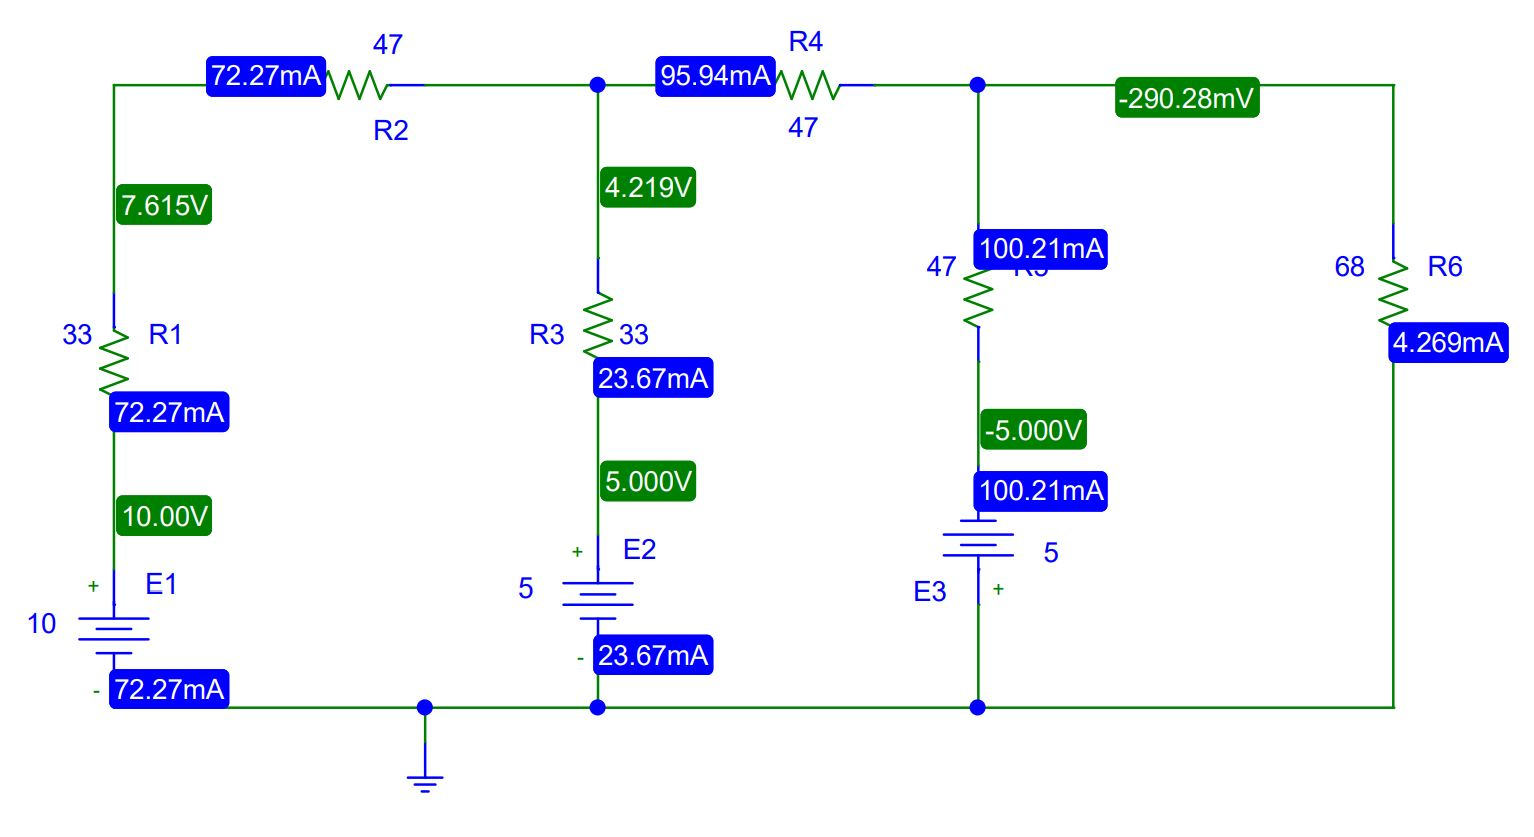 47
R4
72.27mA
95.94mA
-290.28mV
R2
47
7.615V
4.219V
100.21mA
47
68
R6
33
R1
R3
33
4.269mA
23.67mA
72.27mA
-5.000V
5.000V
100.21mA
10.00V
+
E2
5
+
E1
5
E3
+
10
-
23.67mA
-
72.27mA